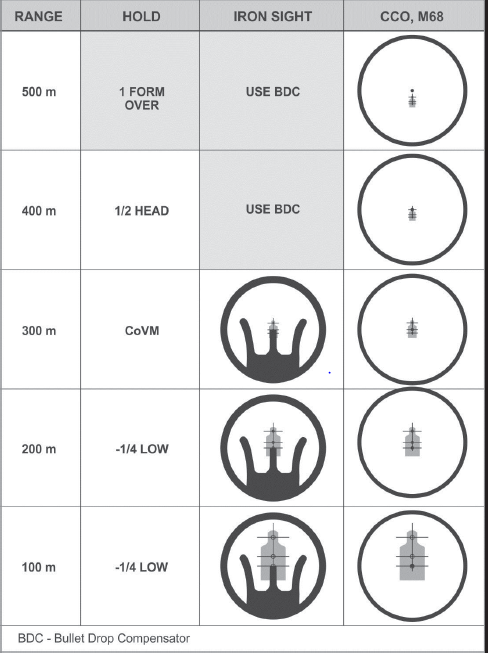 RANGE HOLD IRON SIGHT CCO, M68
500 m 1 FORM OVER USE BDC
400 m 1/2 HEAD USE BDC
300 m CoVM
200 m -1/4 LOW
100 m -1/4 LOW
BDC - Bullet Drop Compensator